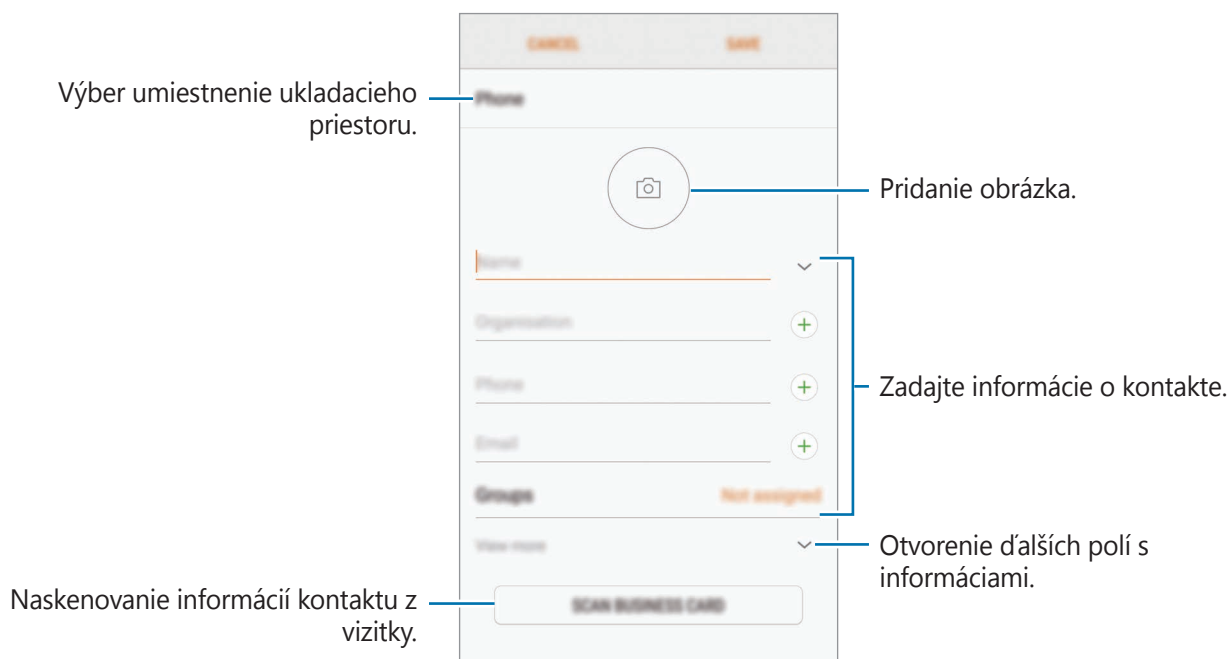 CANCEL SAVE
Výber umiestnenie ukladacieho
priestoru.
Phone
Pridanie obrázka.
Name
Organisation
Phone
Zadajte informácie o kontakte.
Email
Groups Not assigned
View more
Otvorenie ďalších polí s
informáciami.
Naskenovanie informácií kontaktu z
vizitky.
SCAN BUSINESS CARD